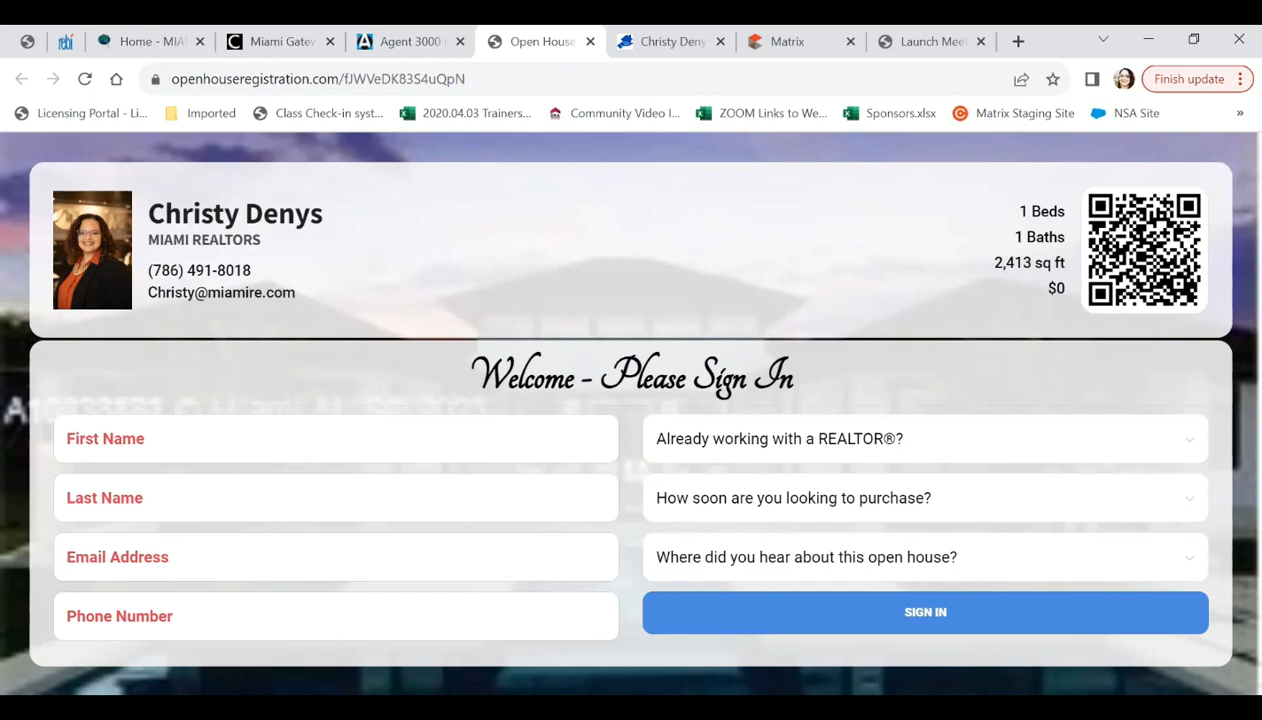 rebi
Home - MIA
Miami Gatew
Agent 3000 i
Open House
Christy Deny
Matrix
Launch Meet
openhouseregistration.com/fJWVeDK83S4uQpN
Finish update
Licensing Portal - Li...
Imported
Class Check-in syst...
2020.04.03 Trainers...
Community Video l...
ZOOM Links to We...
Sponsors.xlsx
Matrix Staging Site
NSA Site
»
Christy Denys
MIAMI REALTORS
(786) 491-8018
Christy@miamire.com
1 Beds
1 Baths
2,413 sq ft
$0
Welcome - Please Sign In
First Name
Last Name
Email Address
Phone Number
Already working with a REALTOR®?
How soon are you looking to purchase?
Where did you hear about this open house?
SIGN IN